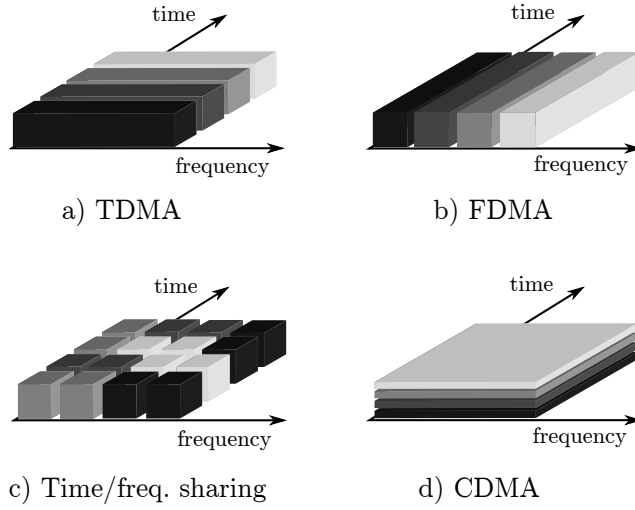 time
frequency
a) TDMA
time
frequency
b) FDMA
time
frequency
c) Time/freq. sharing
time
frequency
d) CDMA